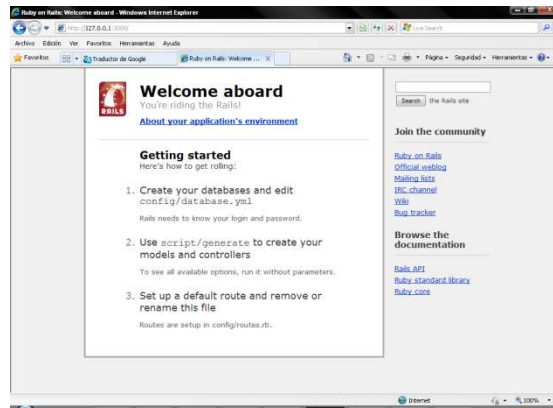 Ruby on Rails: Welcome aboard - Windows Internet Explorer
http://127.0.0.1:3000/
Live Search
Archivo Edición Ver Favoritos Herramientas Ayuda
Favoritos
Traductor de Google
Ruby on Rails: Welcome ...
Página
Seguridad
Herramientas
RAILS
Welcome aboard
You're riding the Rails!
About your application's environment
Getting started
Here's how to get rolling:
1. Create your databases and edit
config/database.yml
Rails needs to know your login and password.
2. Use script/generate to create your
models and controllers
To see all available options, run it without parameters.
3. Set up a default route and remove or
rename this file
Routes are setup in config/routes.rb.
Search the Rails site
Join the community
Ruby on Rails
Official weblog
Mailing lists
IRC channel
Wiki
Bug tracker
Browse the
documentation
Rails API
Ruby standard library
Ruby core
Internet
100%